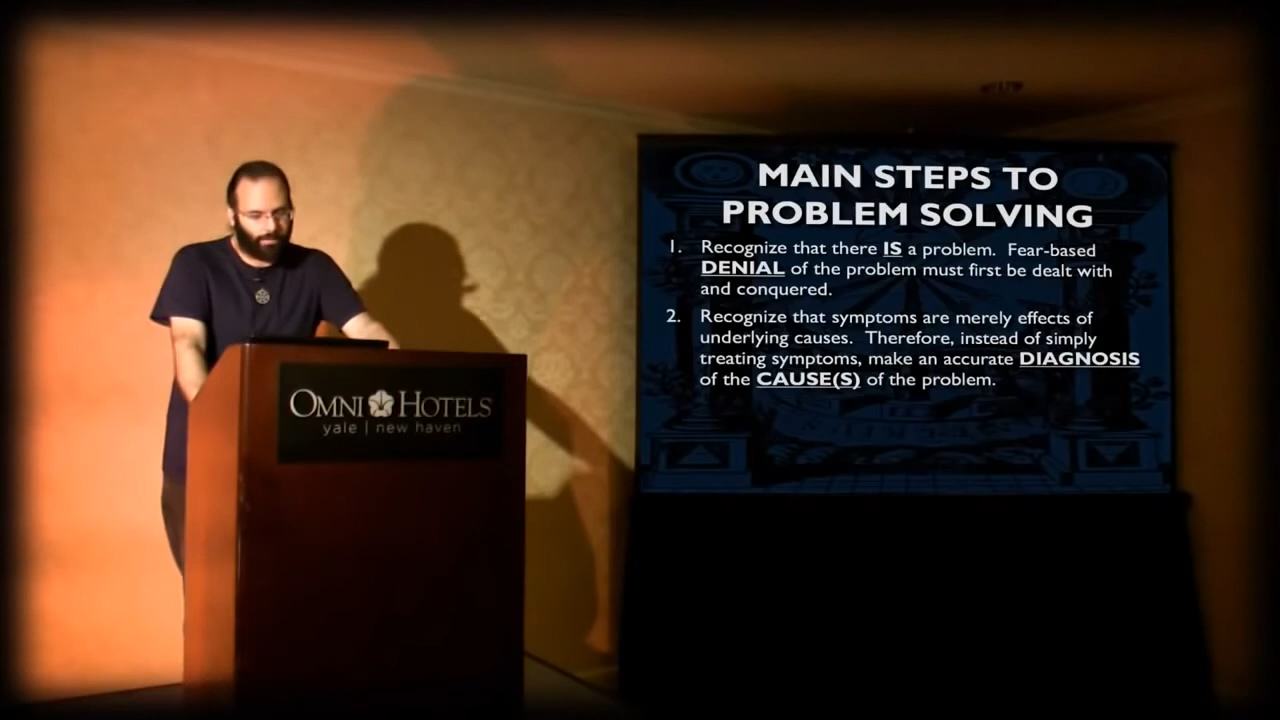 MAIN STEPS TO
PROBLEM SOLVING
1. Recognize that there IS a problem. Fear-based
DENIAL of the problem must first be dealt with
and conquered.
2. Recognize that symptoms are merely effects of
underlying causes. Therefore, instead of simply
treating symptoms, make an accurate DIAGNOSIS
of the CAUSE(S) of the problem.
OMNI HOTELS
yale | new haven